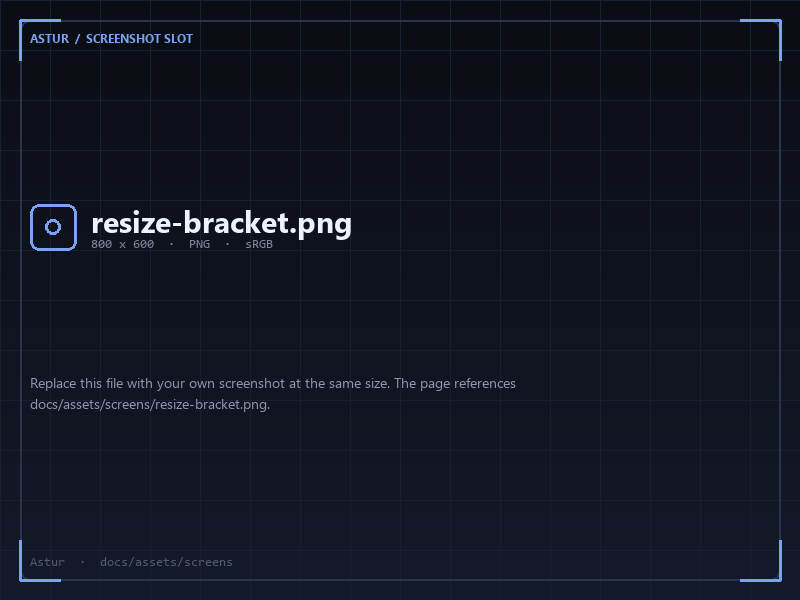 ASTUR / SCREENSHOT SLOT
resize-bracket.png
800 x 600 · PNG · sRGB
Replace this file with your own screenshot at the same size. The page references
docs/assets/screens/resize-bracket.png.
Astur · docs/assets/screens